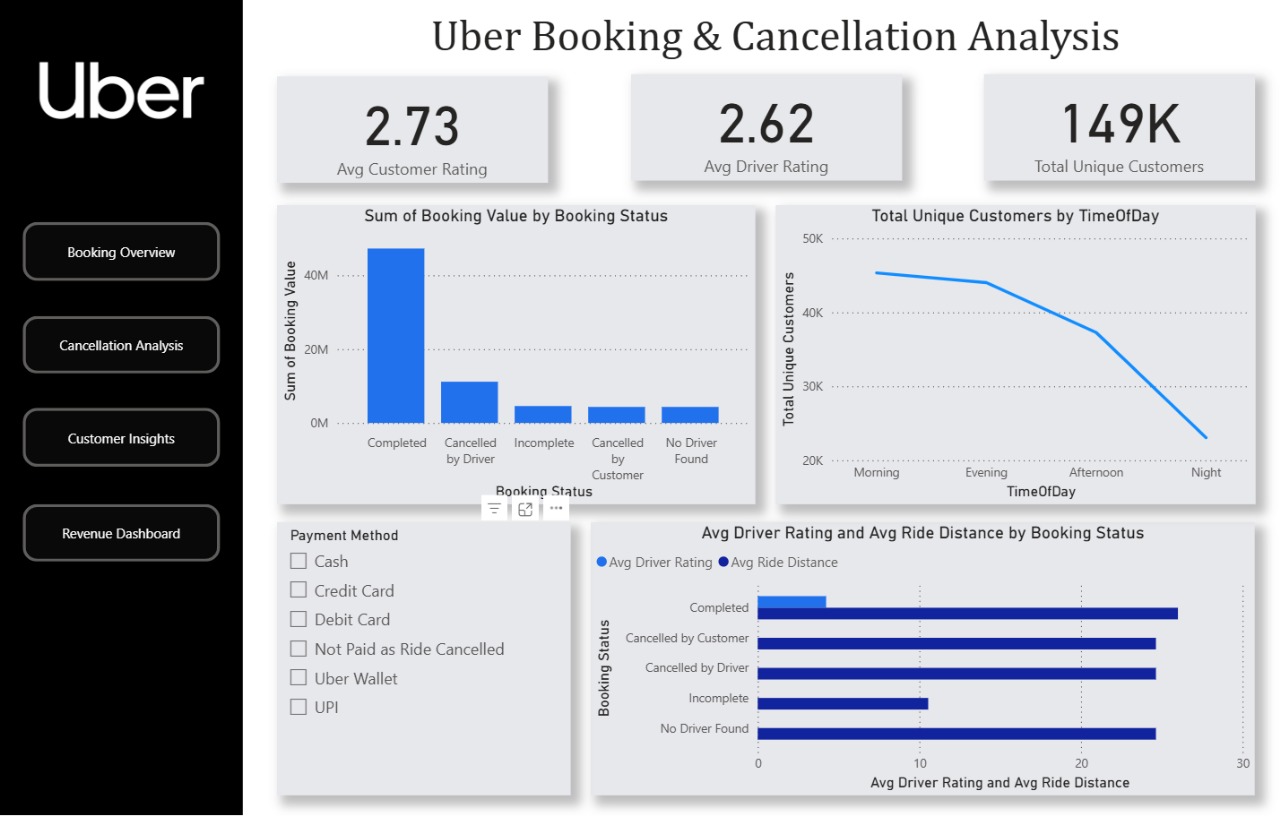 Uber
Uber Booking & Cancellation Analysis
2.73
Avg Customer Rating
2.62
Avg Driver Rating
149K
Total Unique Customers
Booking Overview
Cancellation Analysis
Customer Insights
Revenue Dashboard
Sum of Booking Value by Booking Status
Sum of Booking Value
40M
20M
0M
Completed
Cancelled
by Driver
Incomplete
Cancelled
by
Customer
No Driver
Found
Booking Status
Total Unique Customers by TimeOfDay
Total Unique Customers
50K
40K
30K
20K
Morning
Evening
Afternoon
Night
TimeOfDay
Payment Method
Cash
Credit Card
Debit Card
Not Paid as Ride Cancelled
Uber Wallet
UPI
Avg Driver Rating and Avg Ride Distance by Booking Status
Avg Driver Rating
Avg Ride Distance
Booking Status
Completed
Cancelled by Customer
Cancelled by Driver
Incomplete
No Driver Found
0
10
20
30
Avg Driver Rating and Avg Ride Distance